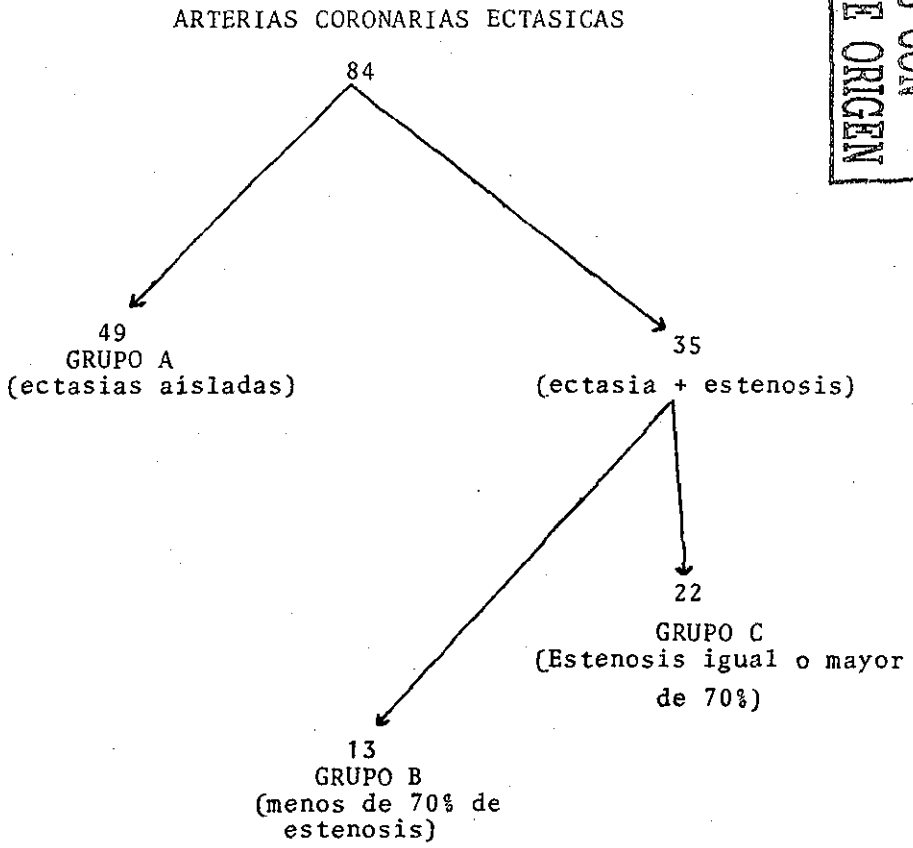 ARTERIAS CORONARIAS ECTASICAS
84
49
GRUPO A
(ectasias aisladas)
35
(ectasia + estenosis)
22
GRUPO C
(Estenosis igual o mayor
de 70%)
13
GRUPO B
(menos de 70% de
estenosis)
CON
E ORIGEN